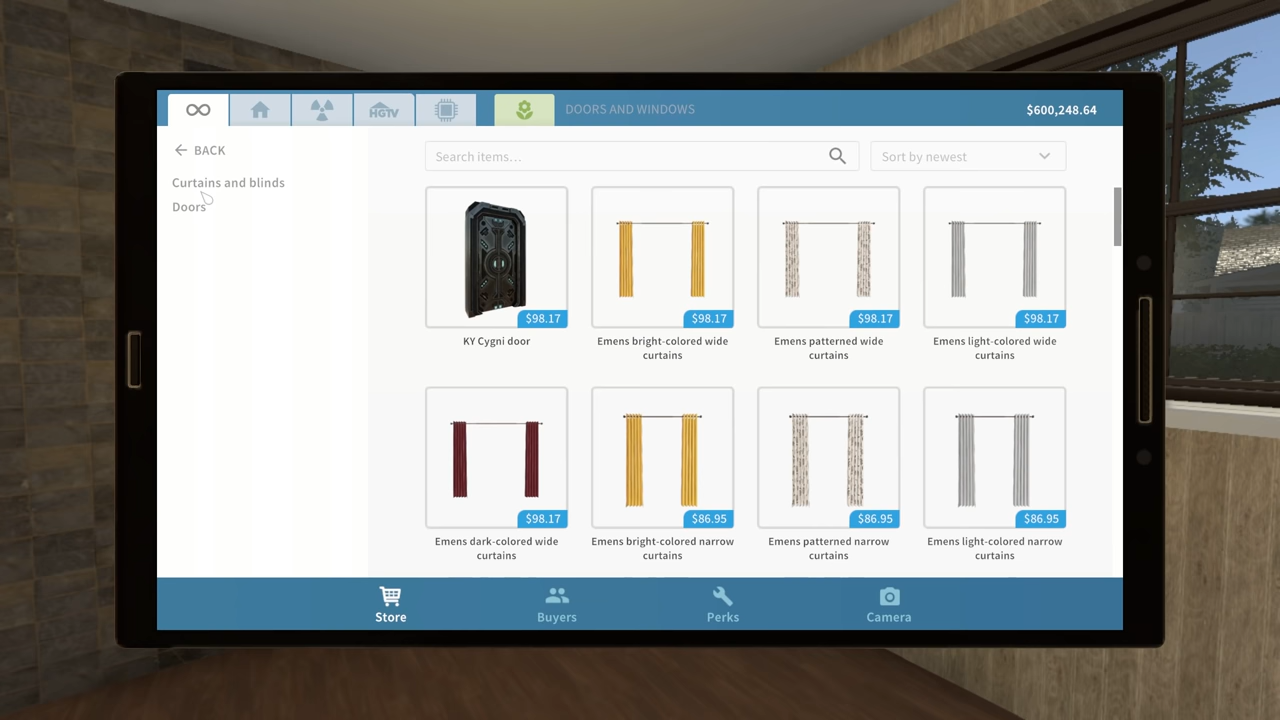 HGTV
DOORS AND WINDOWS
$600,248.64
BACK
Curtains and blinds
Doors
Search items...
Sort by newest
$98.17
$98.17
$98.17
$98.17
KY Cygni door
Emens bright-colored wide
curtains
Emens patterned wide
curtains
Emens light-colored wide
curtains
$98.17
$86.95
$86.95
$86.95
Emens dark-colored wide
curtains
Emens bright-colored narrow
curtains
Emens patterned narrow
curtains
Emens light-colored narrow
curtains
Store
Buyers
Perks
Camera